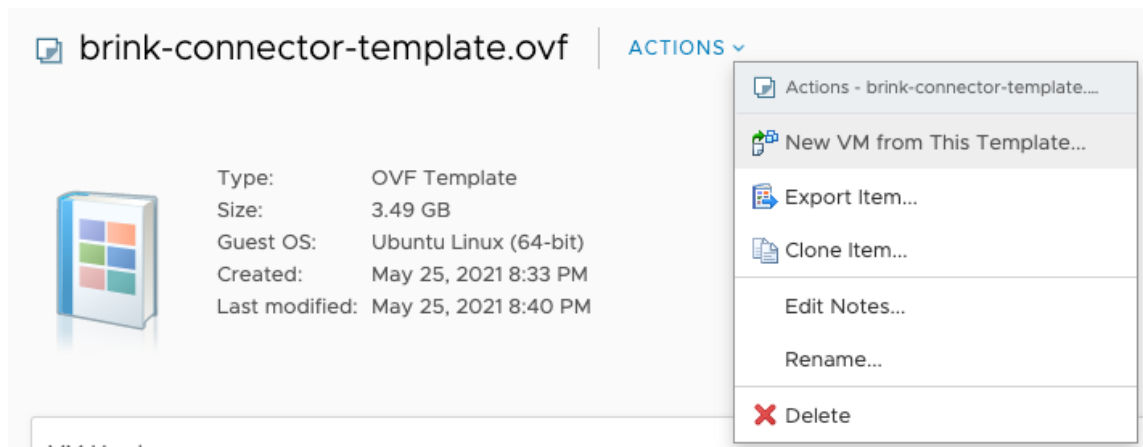 brink-connector-template.ovf
ACTIONS
Actions - brink-connector-template....
New VM from This Template...
Export Item...
Clone Item...
Edit Notes...
Rename...
Delete
Type: OVF Template
Size: 3.49 GB
Guest OS: Ubuntu Linux (64-bit)
Created: May 25, 2021 8:33 PM
Last modified: May 25, 2021 8:40 PM